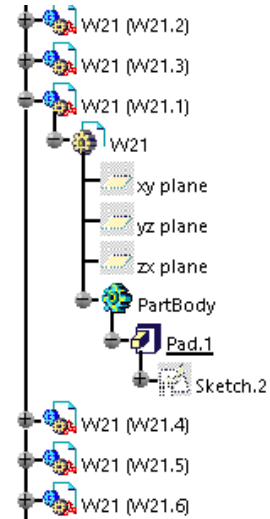 W21 (W21.2)
W21 (W21.3)
W21 (W21.1)
W21
xy plane
yz plane
zx plane
PartBody
Pad.1
Sketch.2
W21 (W21.4)
W21 (W21.5)
W21 (W21.6)